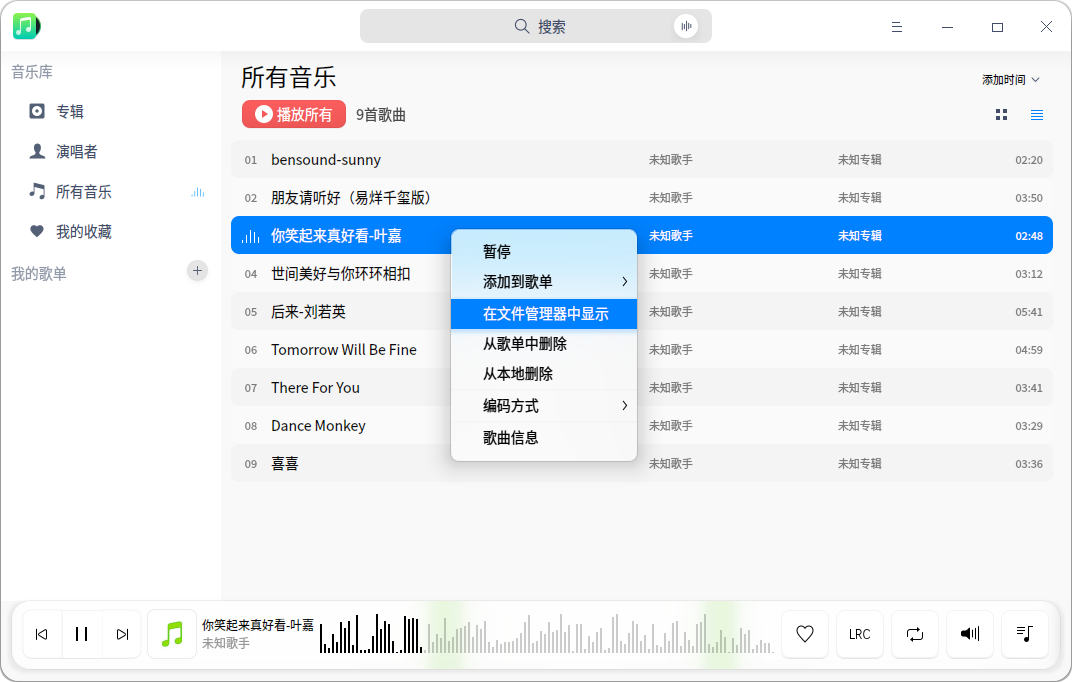 搜索
音乐库
专辑
演唱者
所有音乐
我的收藏
我的歌单
所有音乐
添加时间
播放所有 9首歌曲
01 bensound-sunny 未知歌手 未知专辑 02:20
02 朋友请听好（易烊千玺版） 未知歌手 未知专辑 03:50
你笑起来真好看-叶嘉 未知歌手 未知专辑 02:48
04 世间美好与你环环相扣 未知歌手 未知专辑 03:12
05 后来-刘若英 未知歌手 未知专辑 05:41
06 Tomorrow Will Be Fine 未知歌手 未知专辑 04:59
07 There For You 未知歌手 未知专辑 03:41
08 Dance Monkey 未知歌手 未知专辑 03:29
09 喜喜 未知歌手 未知专辑 03:36
暂停
添加到歌单
在文件管理器中显示
从歌单中删除
从本地删除
编码方式
歌曲信息
你笑起来真好看-叶嘉
未知歌手
LRC